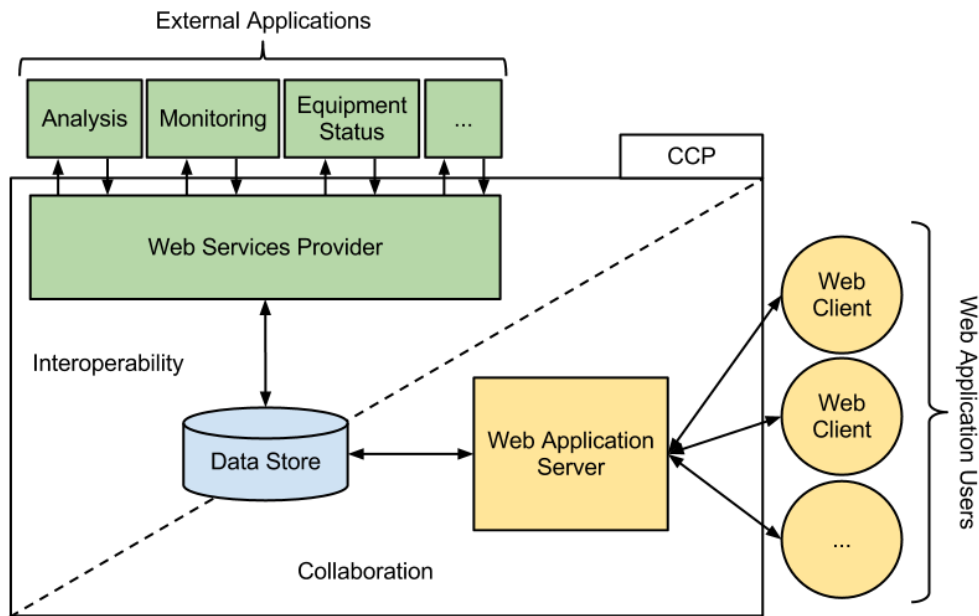 External Applications
Analysis
Monitoring
Equipment
Status
...
CCP
Web Services Provider
Web
Client
Interoperability
Web
Client
Web Application
Server
Data Store
...
Collaboration
Web Application Users